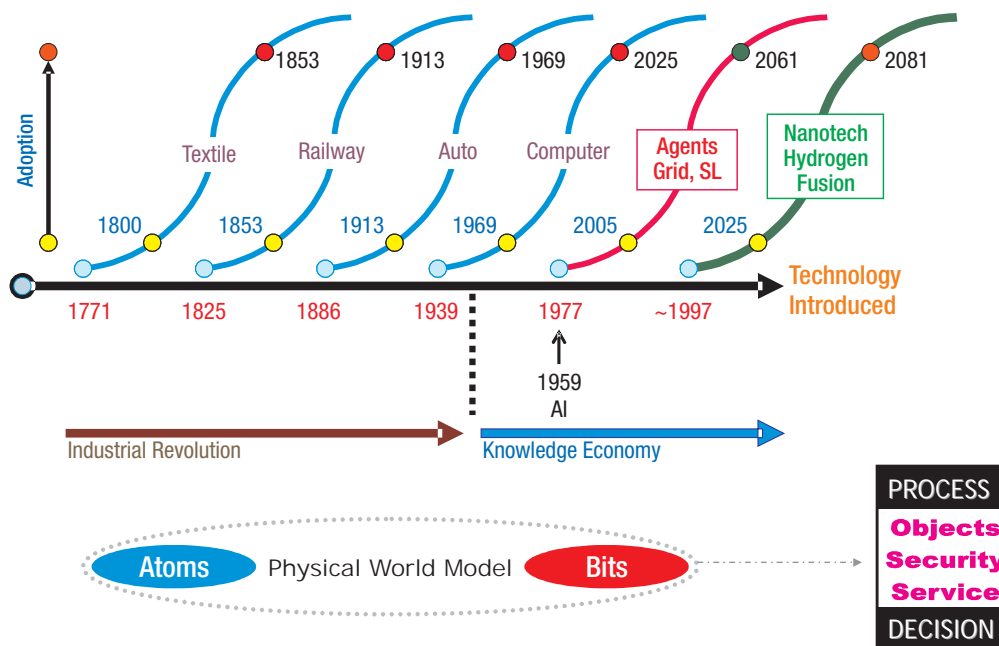 1853
1913
1969
2025
2061
2081
Adoption
Textile
Railway
Auto
Computer
Agents
Grid, SL
Nanotech
Hydrogen
Fusion
1800
1853
1913
1969
2005
2025
Technology
Introduced
1771
1825
1886
1939
1977
~1997
1959
AI
Industrial Revolution
Knowledge Economy
Atoms
Physical World Model
Bits
PROCESS
Objects
Security
Service
DECISION